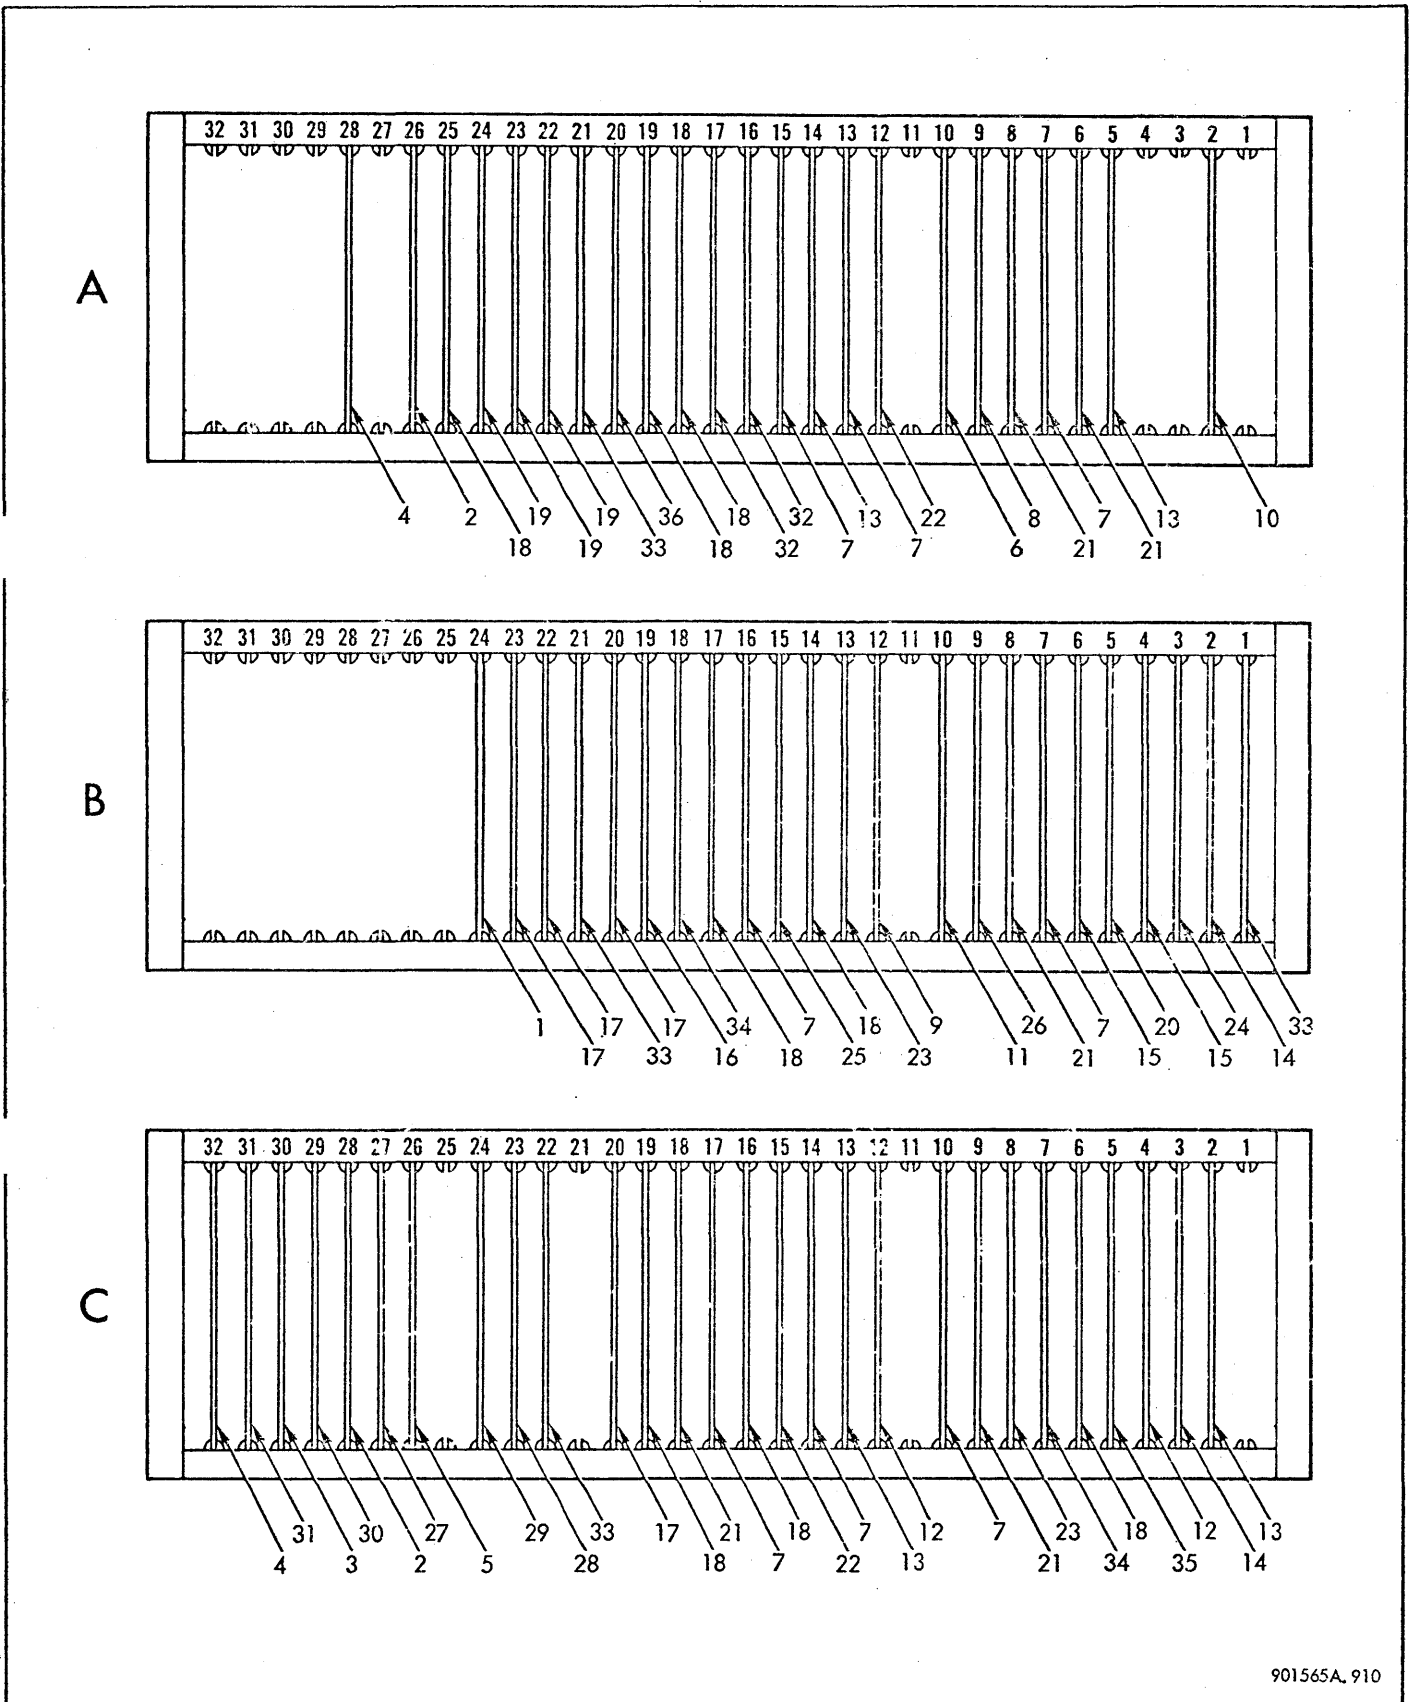 32 31 30 29 28 27 26 25 24 23 22 21 20 19 18 17 16 15 14 13 12 11 10 9 8 7 6 5 4 3 2 1
A
4 2 19 19 36 18 32 13 22 8 7 13 10
18 19 33 18 32 7 7 6 21 21
32 31 30 29 28 27 26 25 24 23 22 21 20 19 18 17 16 15 14 13 12 11 10 9 8 7 6 5 4 3 2 1
B
1 17 17 34 7 18 9 26 7 20 24 33
17 33 16 18 25 23 11 21 15 15 14
32 31 30 29 28 27 26 25 24 23 22 21 20 19 18 17 16 15 14 13 12 11 10 9 8 7 6 5 4 3 2 1
C
31 30 27 29 33 17 21 18 7 12 7 23 18 12 13
4 3 2 5 28 18 7 22 13 21 34 35 14
901565A. 910